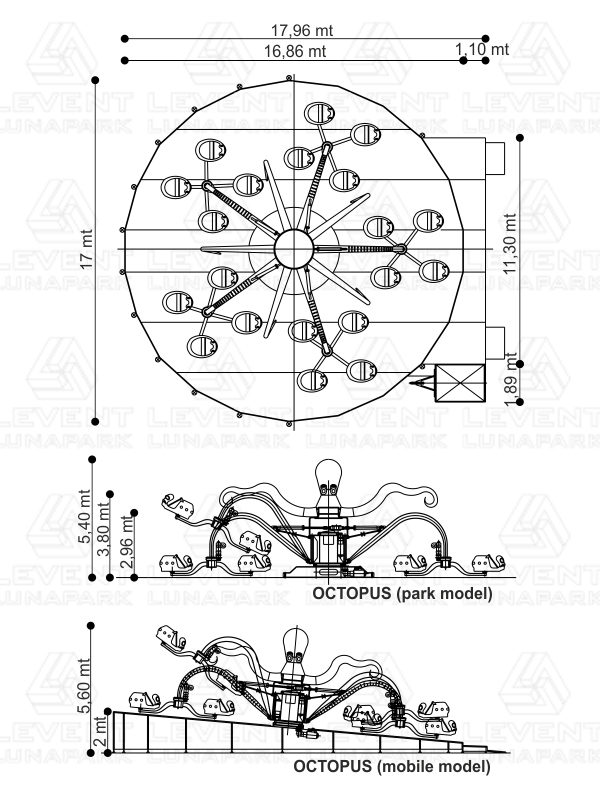 17,96 mt
16,86 mt
1,10 mt
17 mt
11,30 mt
1,89 mt
5,40 mt
3,80 mt
2,96 mt
OCTOPUS (park model)
5,60 mt
2 mt
OCTOPUS (mobile model)
LEVENT
LUNAPARK